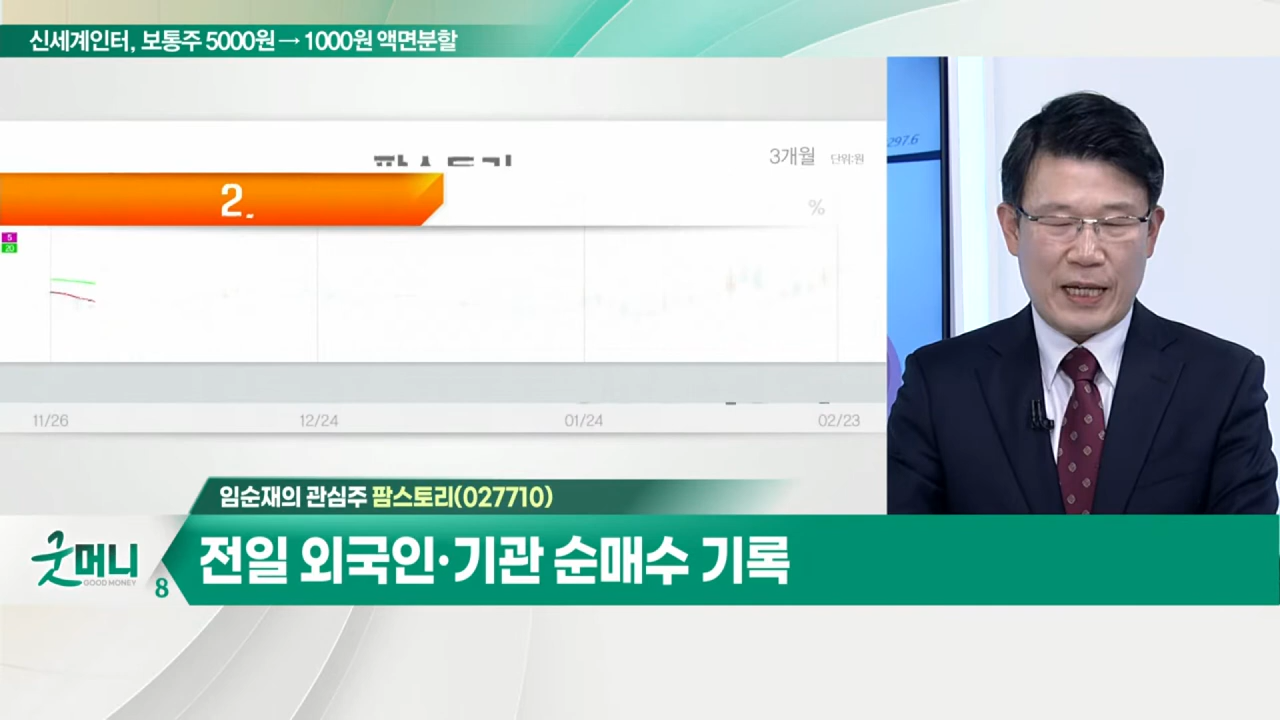 신세계인터, 보통주 5000원→1000원 액면분할
297.6
3개월 단위:원
2.
%
5
20
11/26 12/24 01/24 02/23
임순재의 관심주 팜스토리(027710)
굿머니
GOOD MONEY
8
전일 외국인·기관 순매수 기록